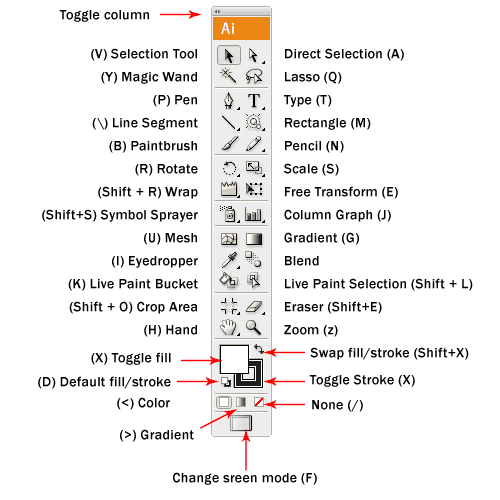 Toggle column
Ai
(V) Selection Tool
Direct Selection (A)
(Y) Magic Wand
Lasso (Q)
(P) Pen
T
Type (T)
(\) Line Segment
Rectangle (M)
(B) Paintbrush
Pencil (N)
(R) Rotate
Scale (S)
(Shift + R) Wrap
Free Transform (E)
(Shift+S) Symbol Sprayer
Column Graph (J)
(U) Mesh
Gradient (G)
(I) Eyedropper
Blend
(K) Live Paint Bucket
Live Paint Selection (Shift + L)
(Shift + O) Crop Area
Eraser (Shift+E)
(H) Hand
Zoom (z)
(X) Toggle fill
Swap fill/stroke (Shift+X)
(D) Default fill/stroke
Toggle Stroke (X)
(<) Color
None (/)
(>) Gradient
Change sreen mode (F)